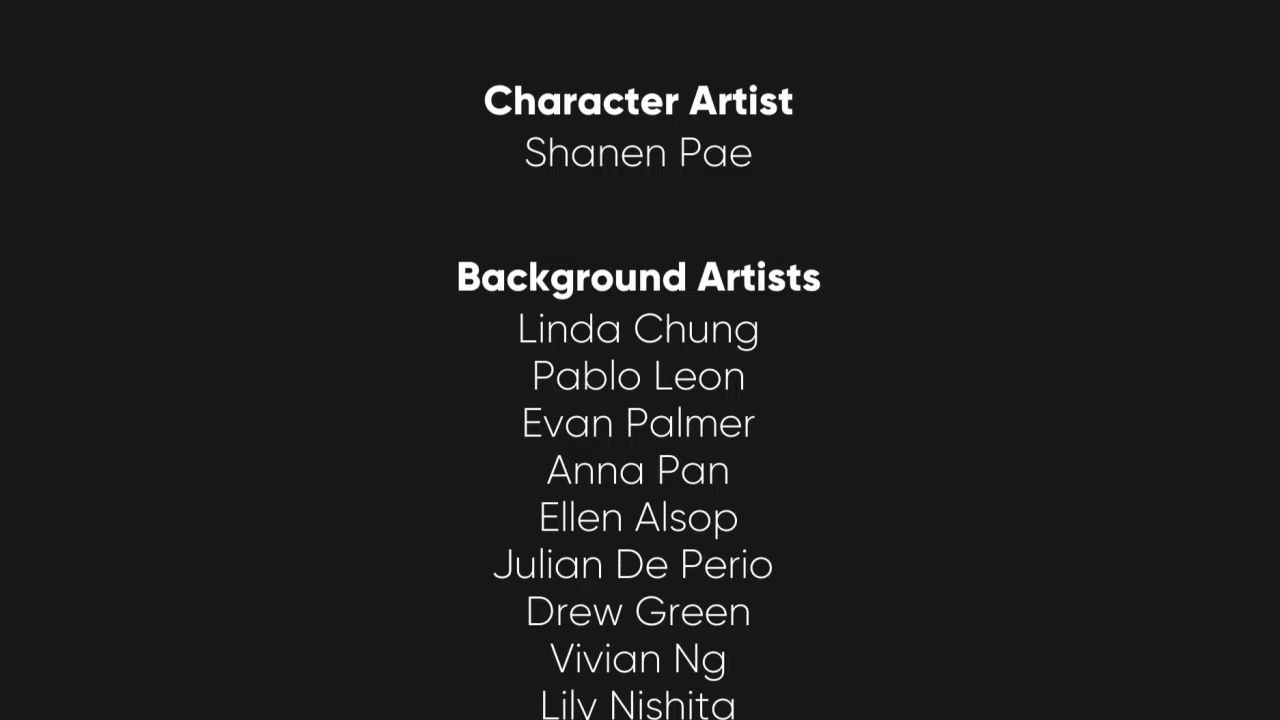 Character Artist
Shanen Pae
Background Artists
Linda Chung
Pablo Leon
Evan Palmer
Anna Pan
Ellen Alsop
Julian De Perio
Drew Green
Vivian Ng
Lily Nishita